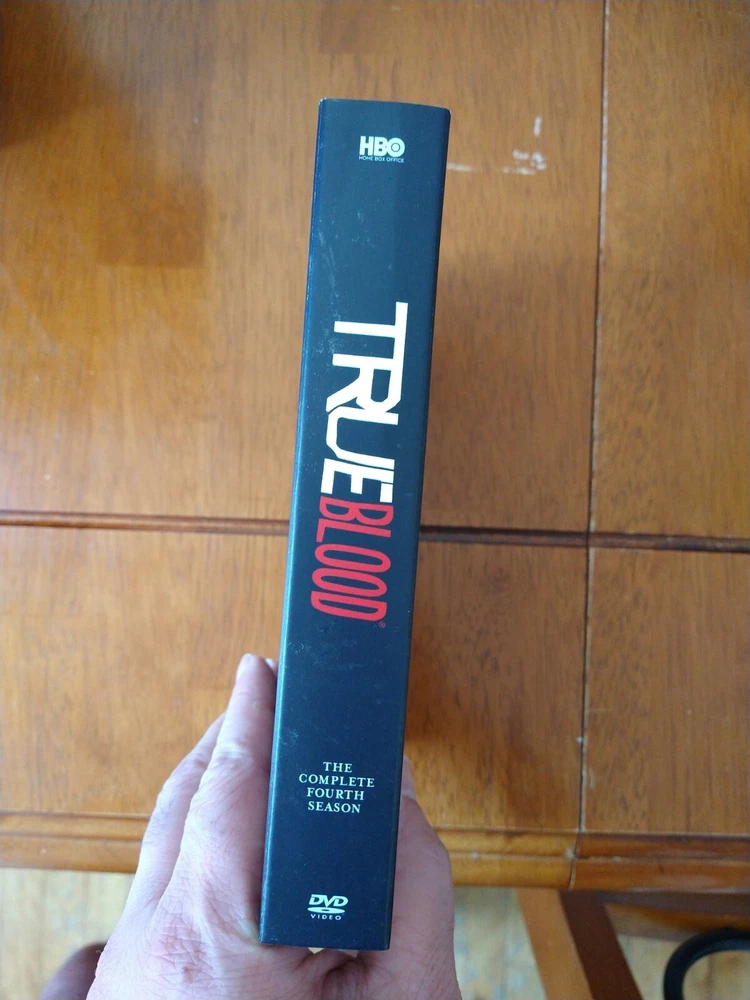 HBO
HOME BOX OFFICE
TRUE BLOOD®
THE
COMPLETE
FOURTH
SEASON
DVD
VIDEO